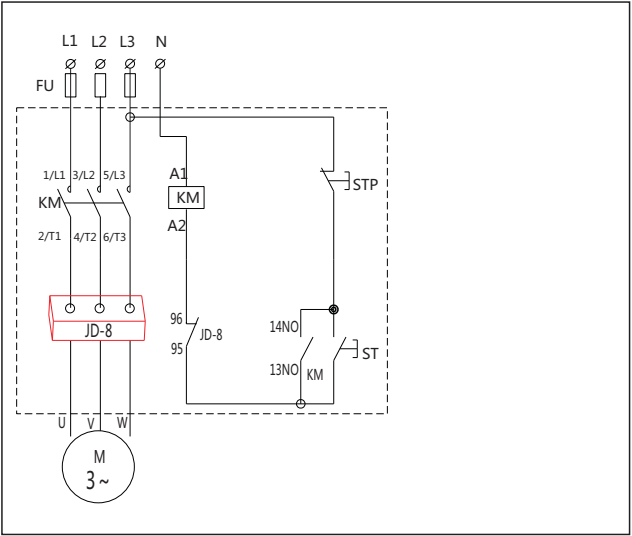 L1 L2 L3 N
FU
1/L1 3/L2 5/L3
A1
STP
KM
KM
A2
2/T1 4/T2 6/T3
96
14NO
JD-8
JD-8
95
ST
13NO
KM
U V W
M
3~